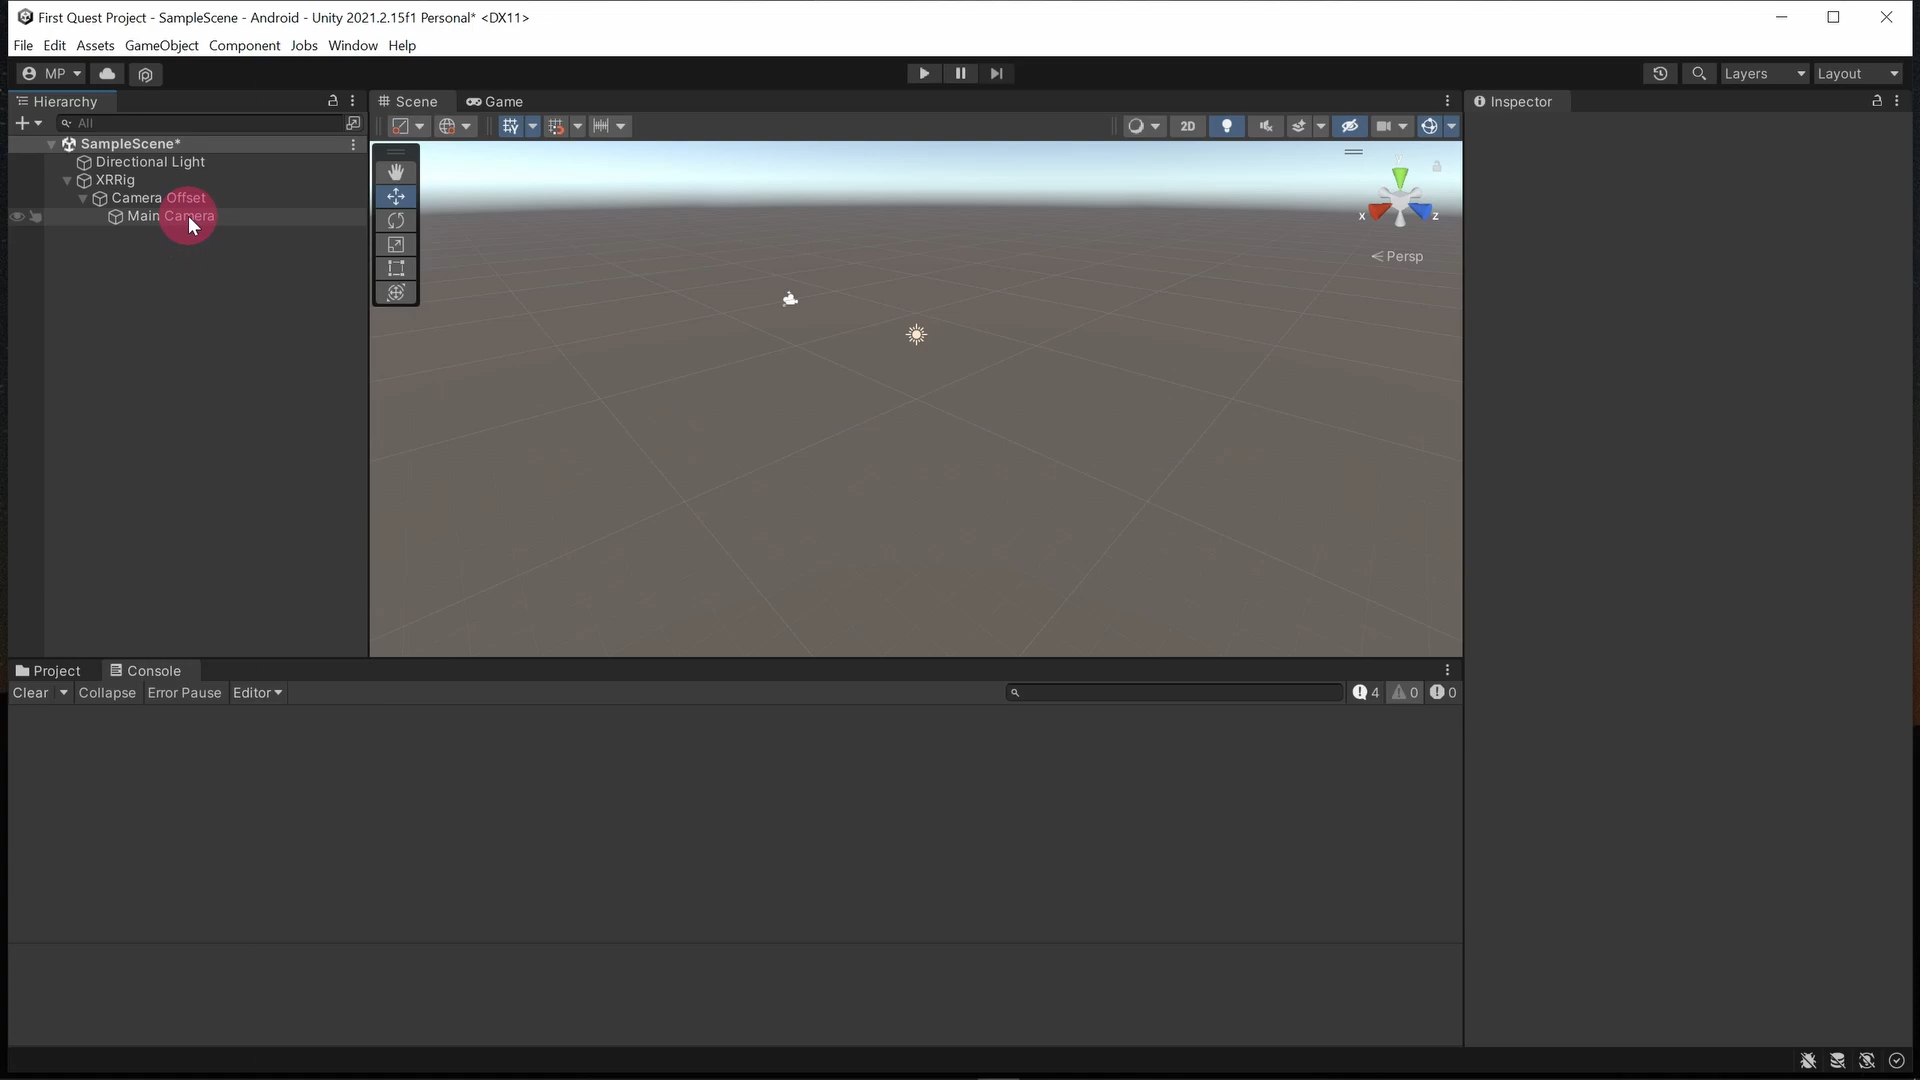 First Quest Project - SampleScene - Android - Unity 2021.2.15f1 Personal* <DX11>
File Edit Assets GameObject Component Jobs Window Help
MP Layers Layout
Hierarchy Scene Game Inspector
All 2D
SampleScene*
Directional Light
XRRig
Camera Offset
Main Camera
y
x z
Persp
Project Console
Clear Collapse Error Pause Editor 4 0 0